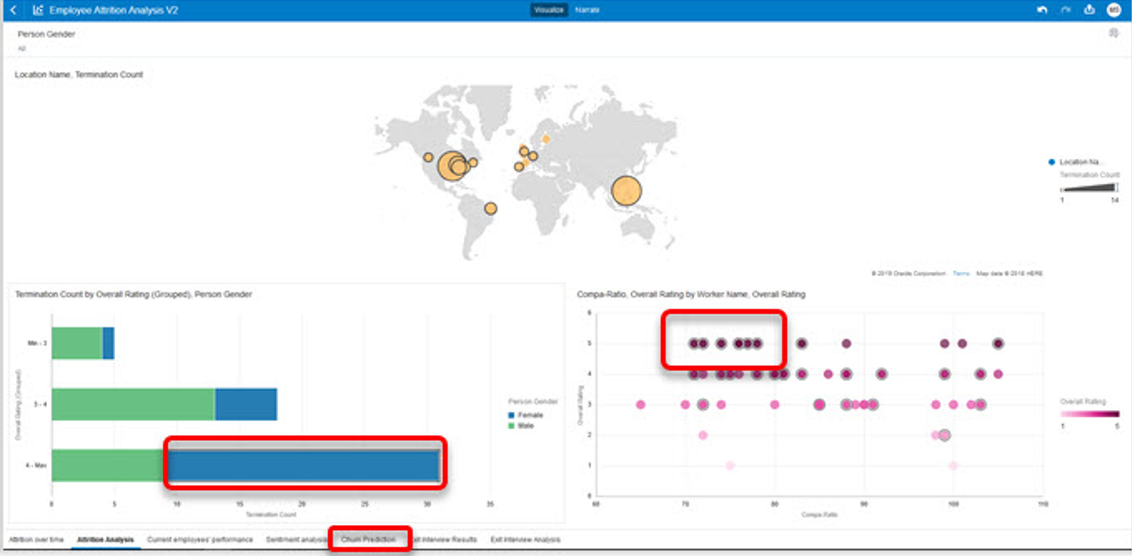 Employee Attrition Analysis V2
Visualize Narrate
MS
Person Gender
All
Location Name, Termination Count
Location Na...
Termination Count
1 14
© 2019 Oracle Corporation Terms Map data © 2018 HERE
Termination Count by Overall Rating (Grouped), Person Gender
Overall Rating (Grouped)
Min - 3
3 - 4
4 - Max
0 5 10 15 20 25 30 35
Termination Count
Person Gender
Female
Male
Compa-Ratio, Overall Rating by Worker Name, Overall Rating
Overall Rating
6
5
4
3
2
1
0
60 70 80 90 100 110
Compa-Ratio
Overall Rating
1 5
Attrition over time Attrition Analysis Current employees' performance Sentiment analysis Churn Prediction Interview Results Exit Interview Analysis